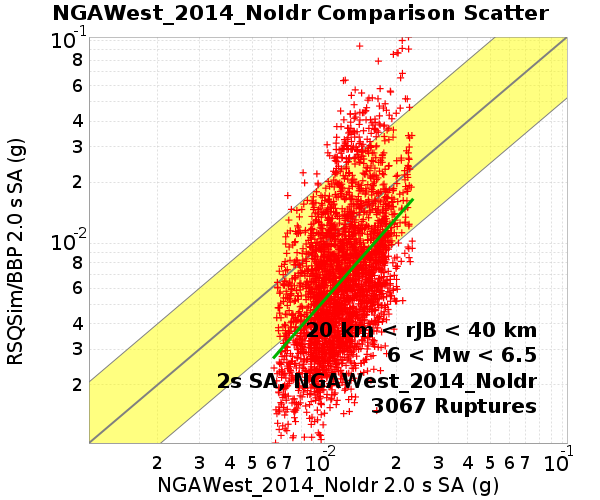 NGAWest_2014_NoIdr Comparison Scatter
10-1
8
6
4
3
2
10-2
8
6
4
3
2
RSQSim/BBP 2.0 s SA (g)
20 km < rJB < 40 km
6 < Mw < 6.5
2s SA, NGAWest_2014_NoIdr
3067 Ruptures
2 3 4 5 6 7 10-2 2 3 4 5 6 7 10-1
NGAWest_2014_NoIdr 2.0 s SA (g)